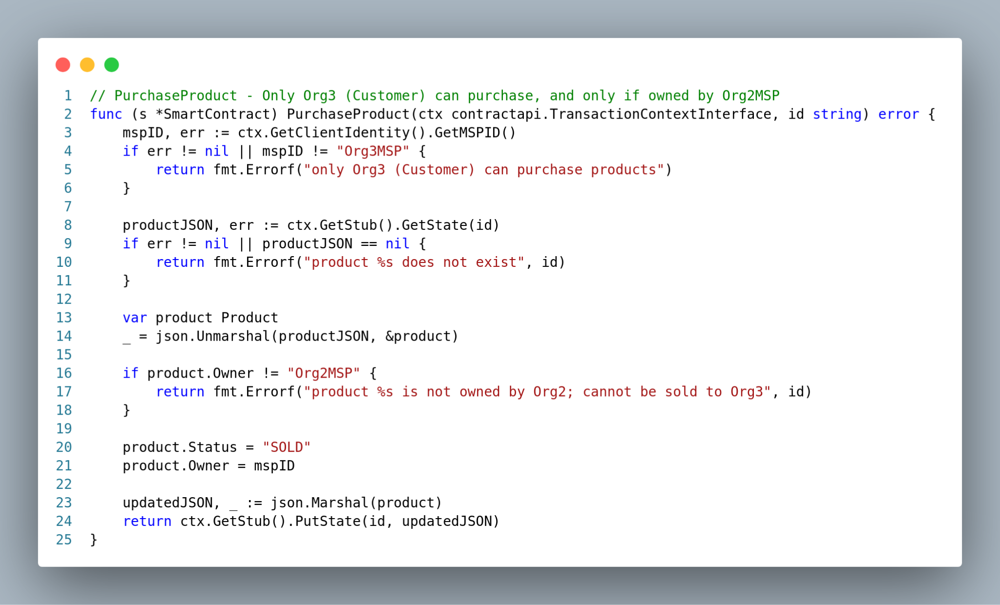 1 // PurchaseProduct - Only Org3 (Customer) can purchase, and only if owned by Org2MSP
2 func (s *SmartContract) PurchaseProduct(ctx contractapi.TransactionContextInterface, id string) error {
3     mspID, err := ctx.GetClientIdentity().GetMSPID()
4     if err != nil || mspID != "Org3MSP" {
5         return fmt.Errorf("only Org3 (Customer) can purchase products")
6     }
7
8     productJSON, err := ctx.GetStub().GetState(id)
9     if err != nil || productJSON == nil {
10         return fmt.Errorf("product %s does not exist", id)
11     }
12
13     var product Product
14     _ = json.Unmarshal(productJSON, &product)
15
16     if product.Owner != "Org2MSP" {
17         return fmt.Errorf("product %s is not owned by Org2; cannot be sold to Org3", id)
18     }
19
20     product.Status = "SOLD"
21     product.Owner = mspID
22
23     updatedJSON, _ := json.Marshal(product)
24     return ctx.GetStub().PutState(id, updatedJSON)
25 }